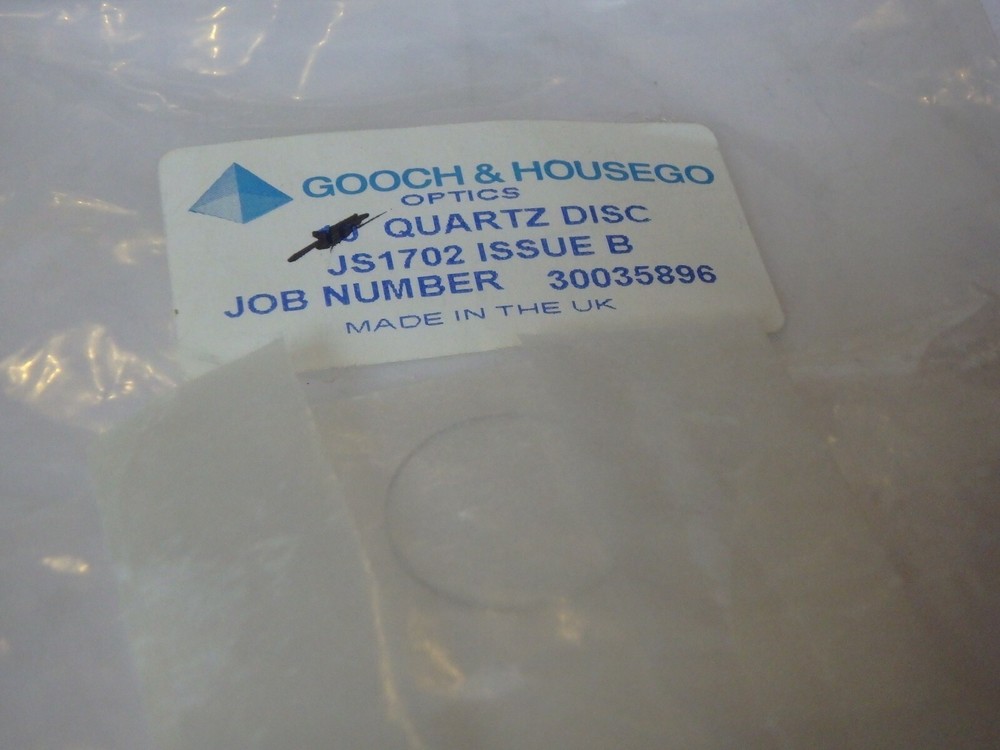 GOOCH & HOUSEGO
OPTICS
QUARTZ DISC
JS1702 ISSUE B
JOB NUMBER 30035896
MADE IN THE UK